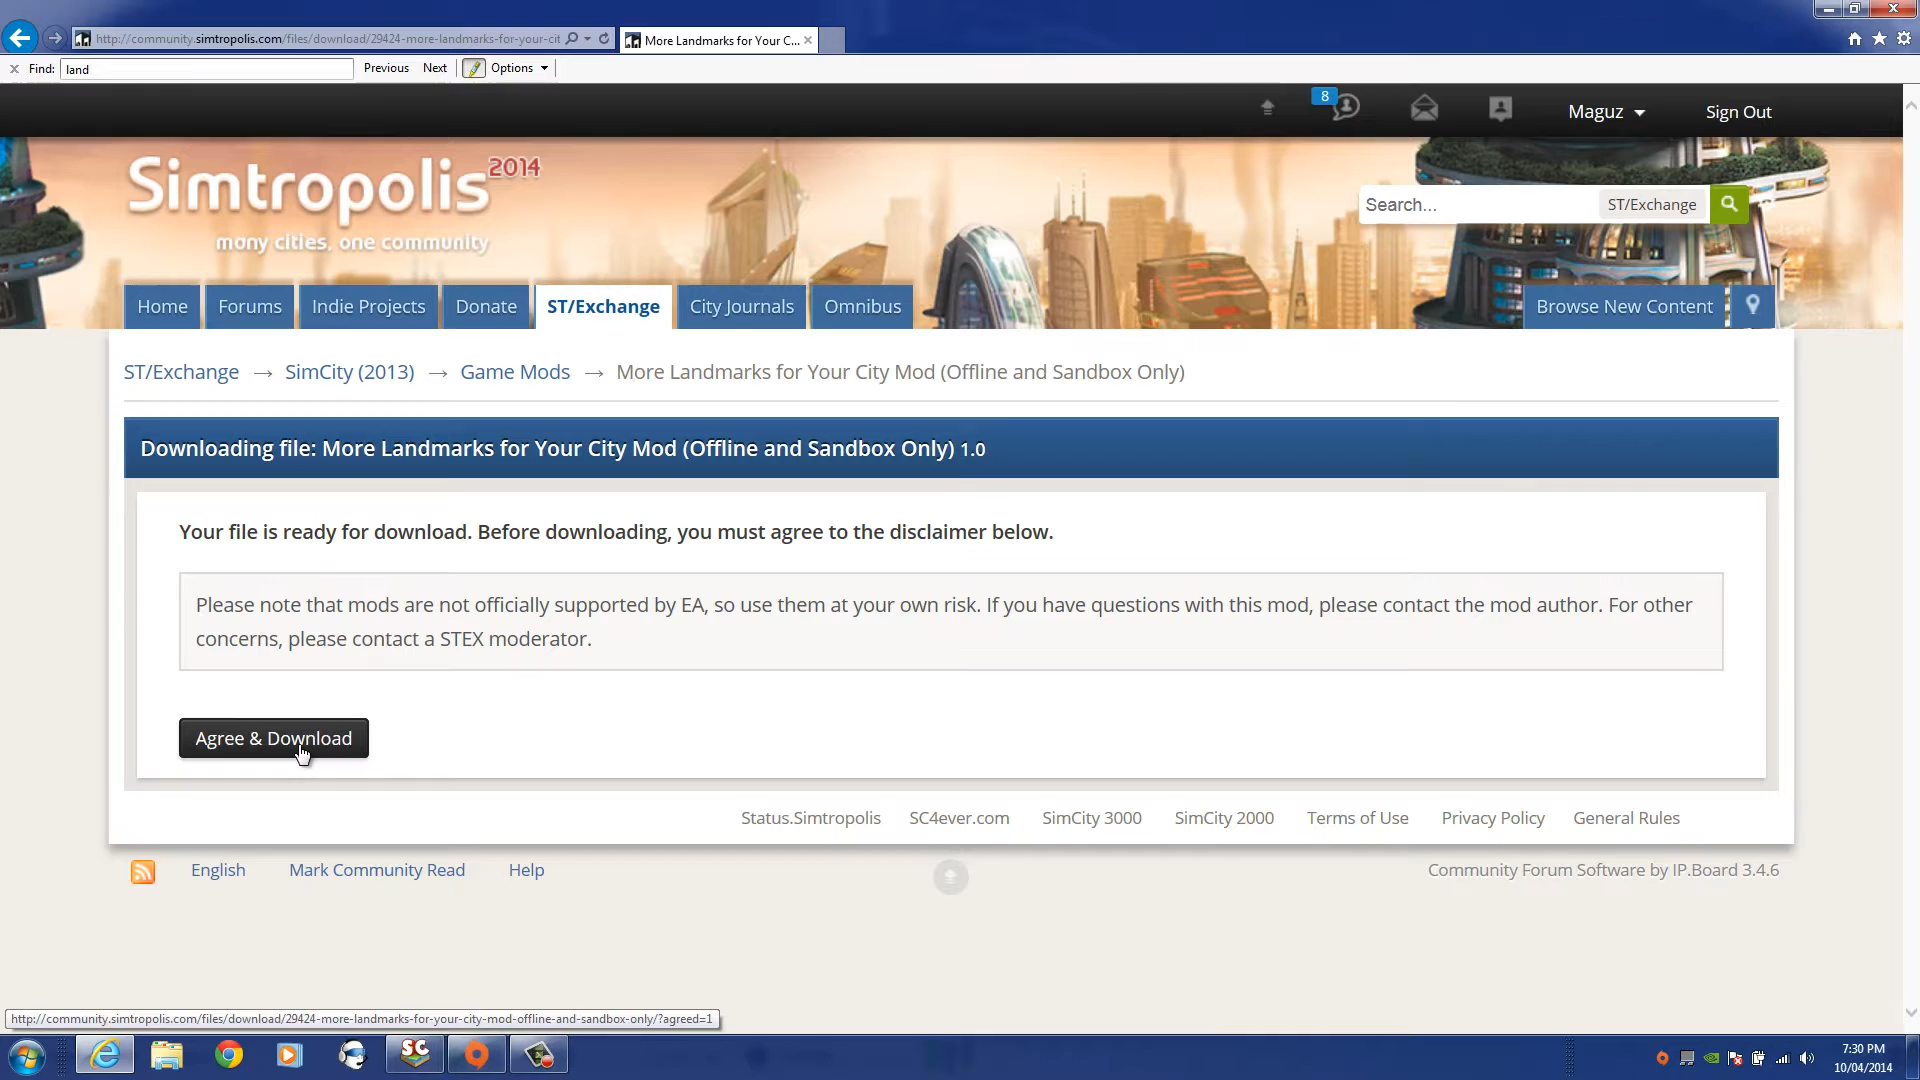 http://community.simtropolis.com/files/download/29424-more-landmarks-for-your-cit
More Landmarks for Your C...
Find: land Previous Next Options
8 Maguz Sign Out
Simtropolis 2014
many cities, one community
Search... ST/Exchange
Home Forums Indie Projects Donate ST/Exchange City Journals Omnibus Browse New Content
ST/Exchange → SimCity (2013) → Game Mods → More Landmarks for Your City Mod (Offline and Sandbox Only)
Downloading file: More Landmarks for Your City Mod (Offline and Sandbox Only) 1.0
Your file is ready for download. Before downloading, you must agree to the disclaimer below.
Please note that mods are not officially supported by EA, so use them at your own risk. If you have questions with this mod, please contact the mod author. For other
concerns, please contact a STEX moderator.
Agree & Download
Status.Simtropolis SC4ever.com SimCity 3000 SimCity 2000 Terms of Use Privacy Policy General Rules
English Mark Community Read Help Community Forum Software by IP.Board 3.4.6
http://community.simtropolis.com/files/download/29424-more-landmarks-for-your-city-mod-offline-and-sandbox-only/?agreed=1
SC
7:30 PM
10/04/2014